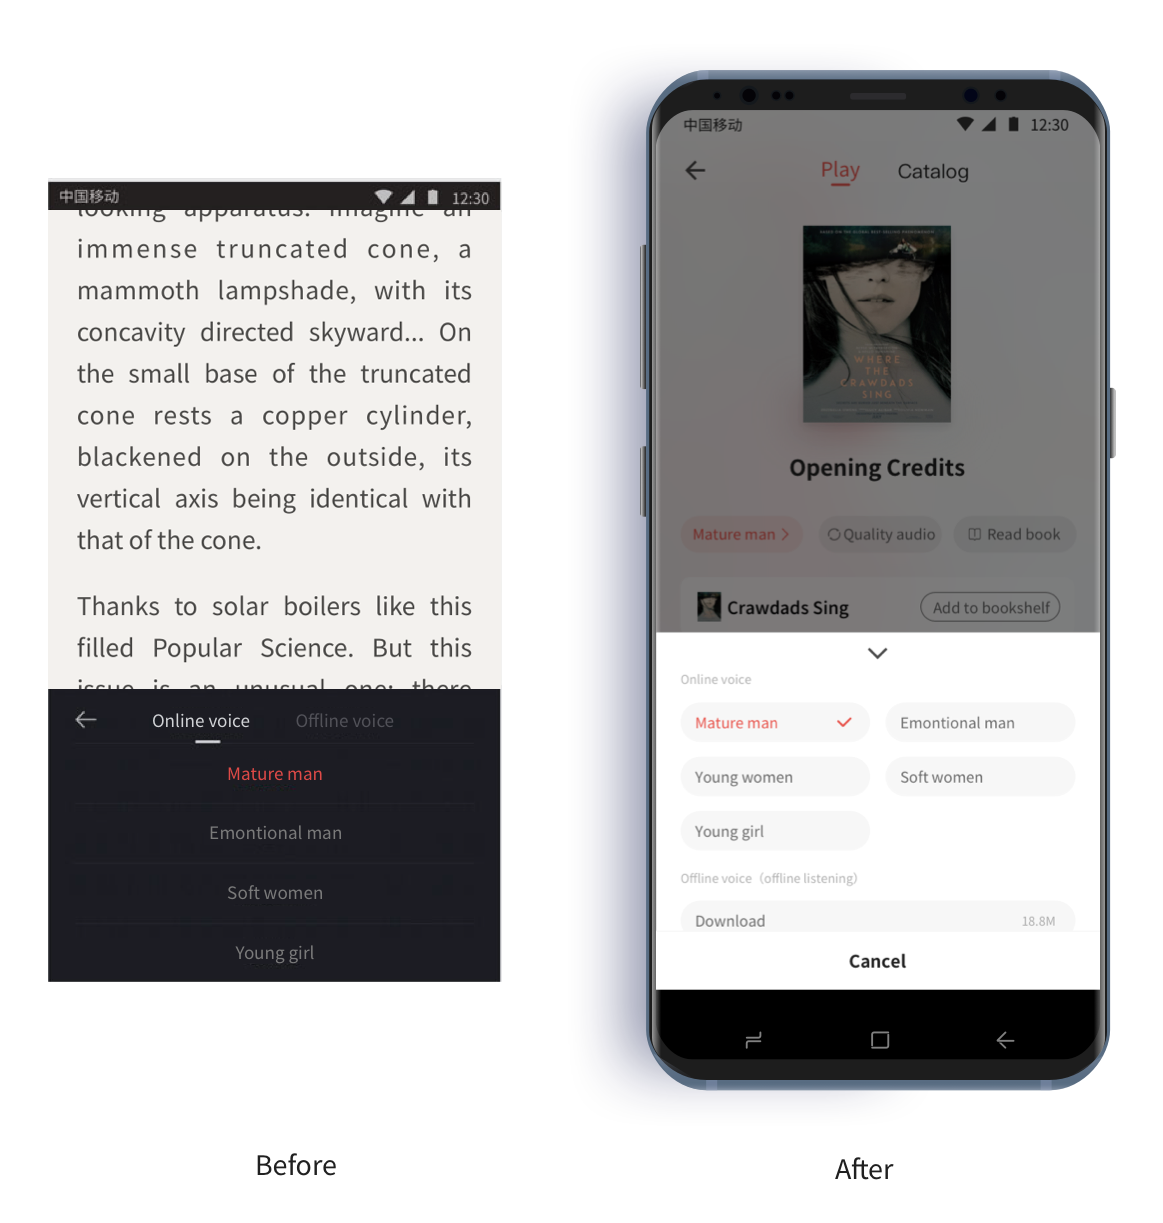 中国移动
12:30
looking apparatus. Imagine an
immense truncated cone, a
mammoth lampshade, with its
concavity directed skyward... On
the small base of the truncated
cone rests a copper cylinder,
blackened on the outside, its
vertical axis being identical with
that of the cone.
Thanks to solar boilers like this
filled Popular Science. But this
issue is an unusual one: there
Online voice
Offline voice
Mature man
Emontional man
Soft women
Young girl
Before
中国移动
12:30
Play
Catalog
WHERE
THE
CRAWDADS
SING
Opening Credits
Mature man
Quality audio
Read book
Crawdads Sing
Add to bookshelf
Online voice
Mature man
Emontional man
Young women
Soft women
Young girl
Offline voice（offline listening）
Download
18.8M
Cancel
After